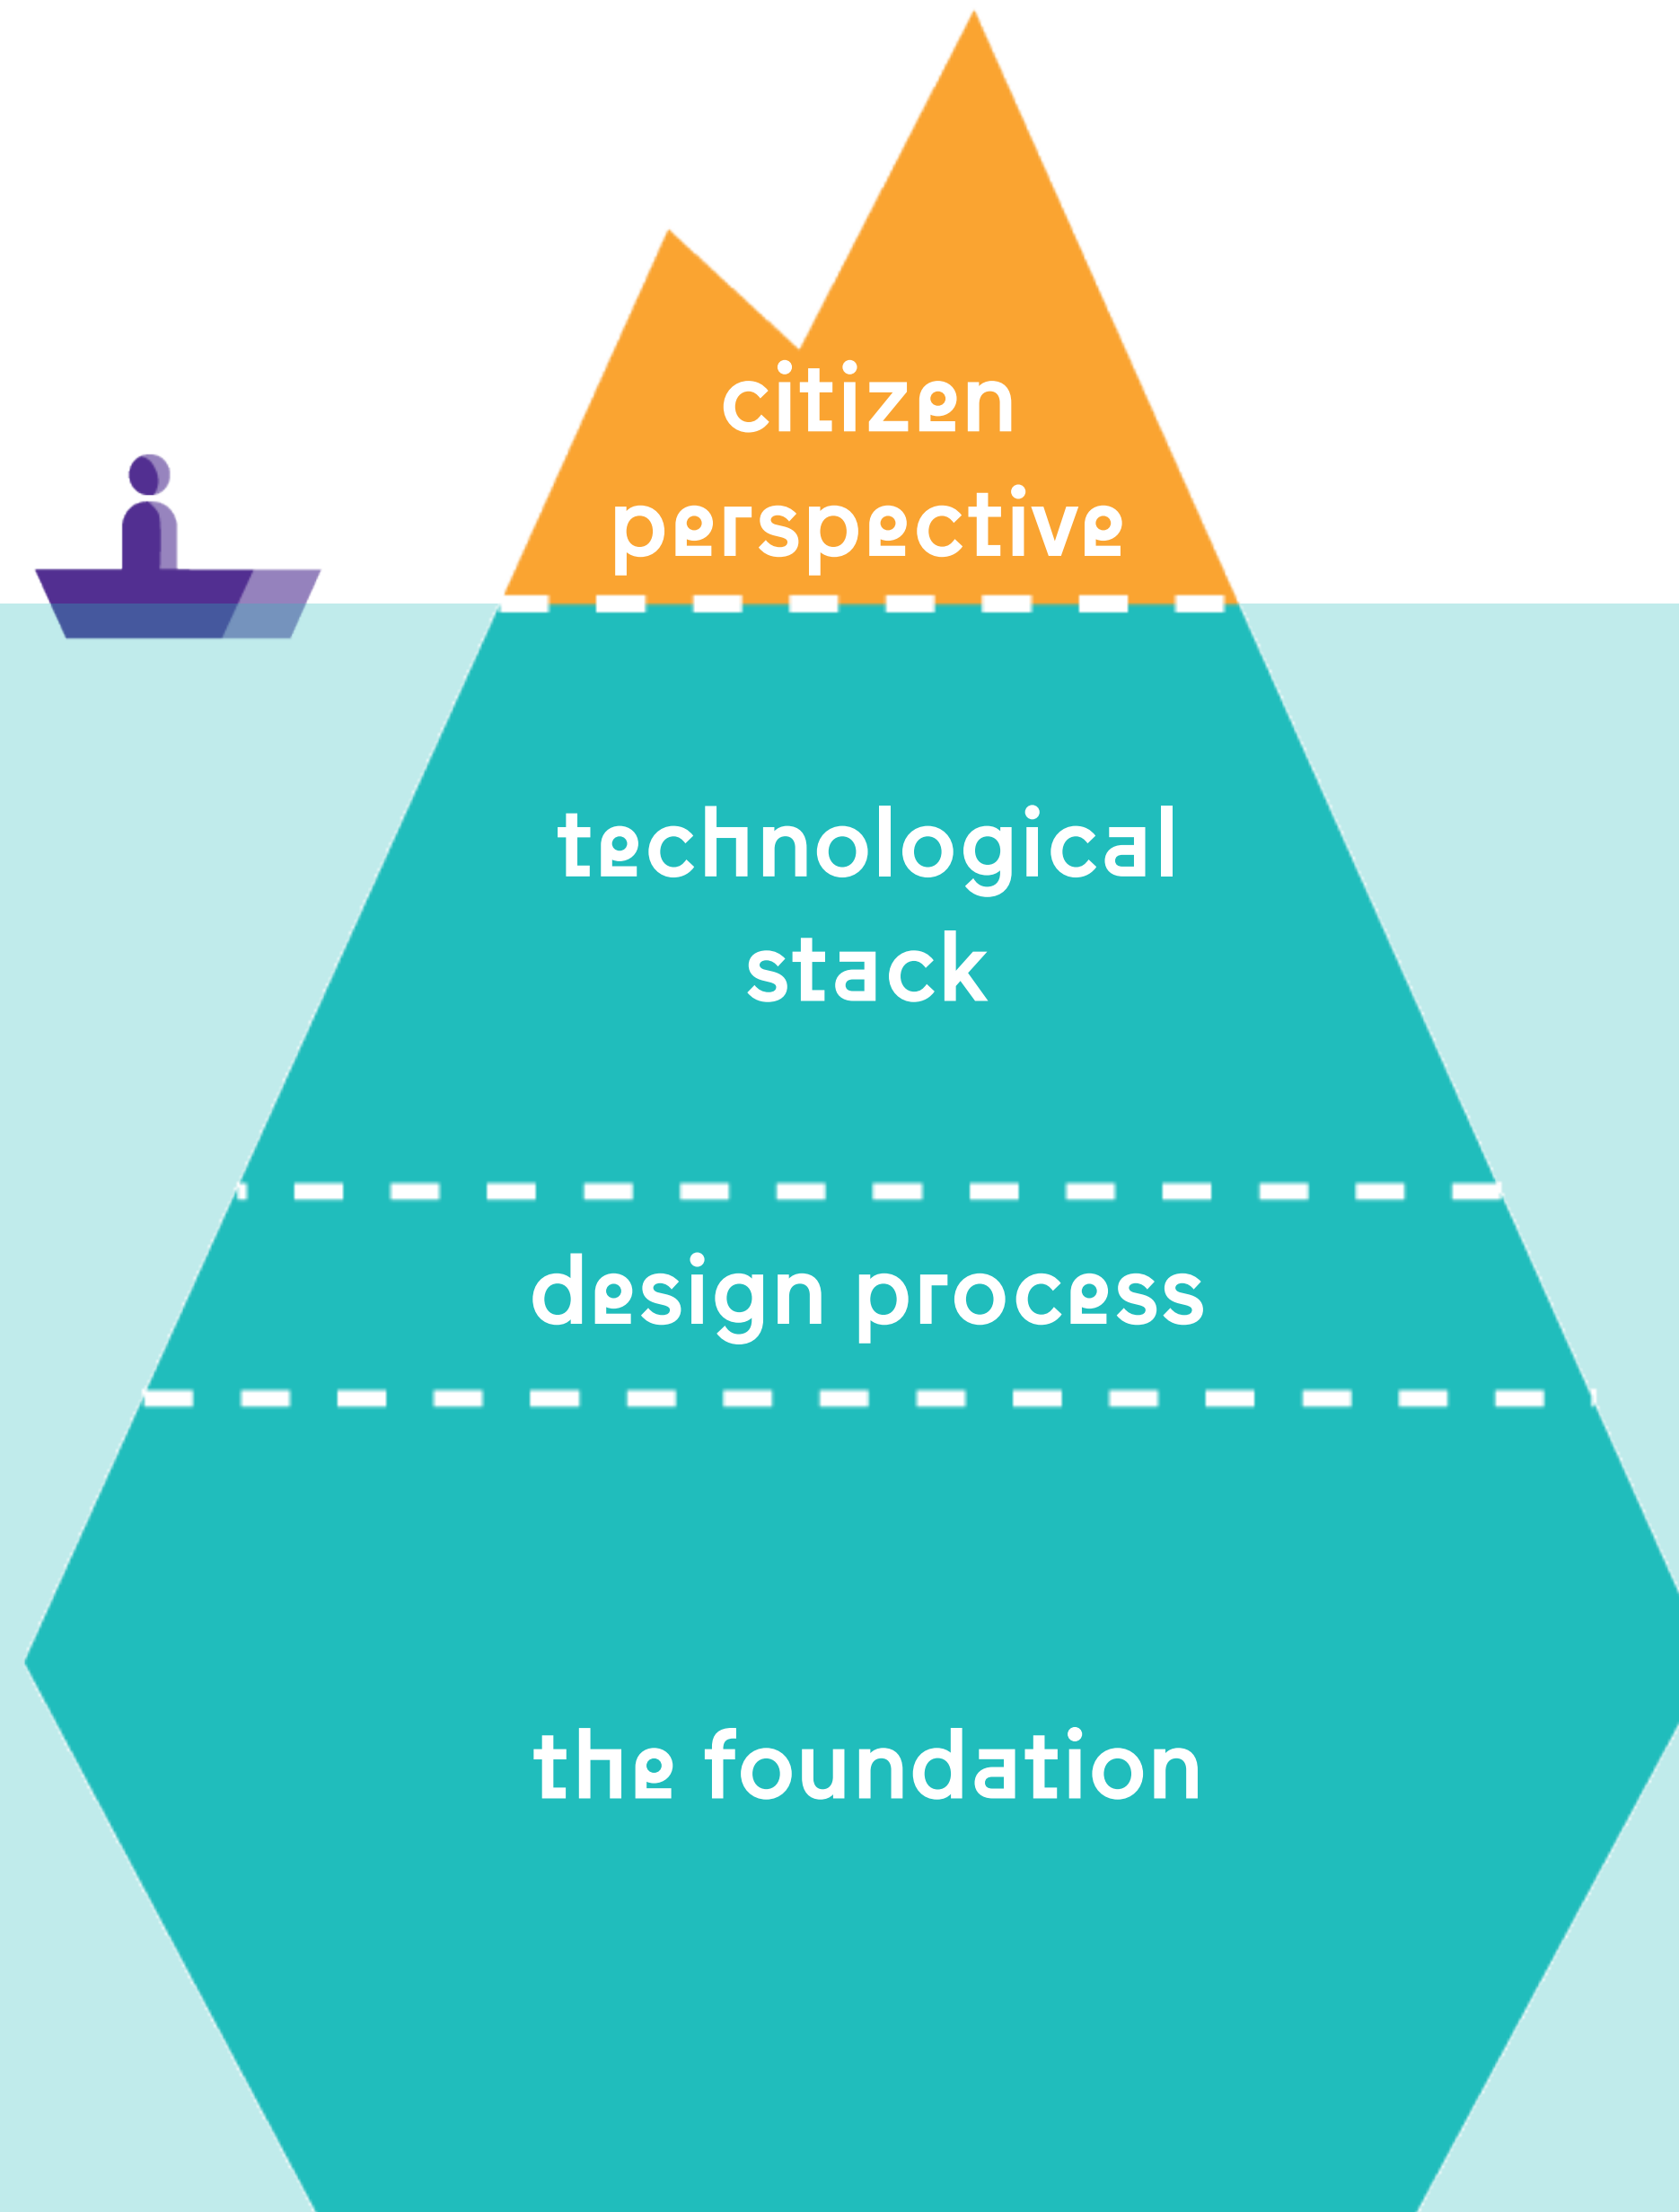 citizen
perspective
technological
stack
design process
the foundation